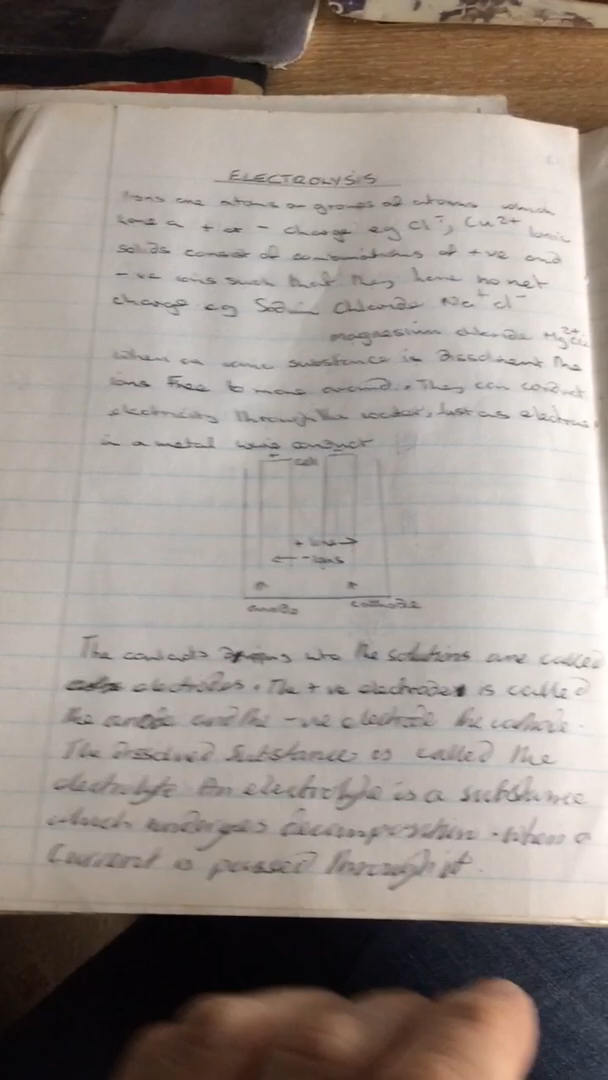 ELECTROLYSIS
Ions are atoms or groups of atoms which
have a + or - charge eg Cl⁻, Cu²⁺ Ionic
solids consist of combinations of +ve and
-ve ions such that they have no net
charge eg Sodium Chloride Na⁺Cl⁻
magnesium chloride
When an ionic substance is the
ions free to move around. They can conduct
electricity through the , Just as electrons
in a metal wire conduct
cell
+ ions →
← - ions
anode cathode
The contacts into the solutions are called
electrodes. The +ve electrode is called
the anode and the -ve electrode the cathode.
The dissolved substance is called the
electrolyte An electrolyte is a substance
which undergoes decomposition when a
Current is passed through it.